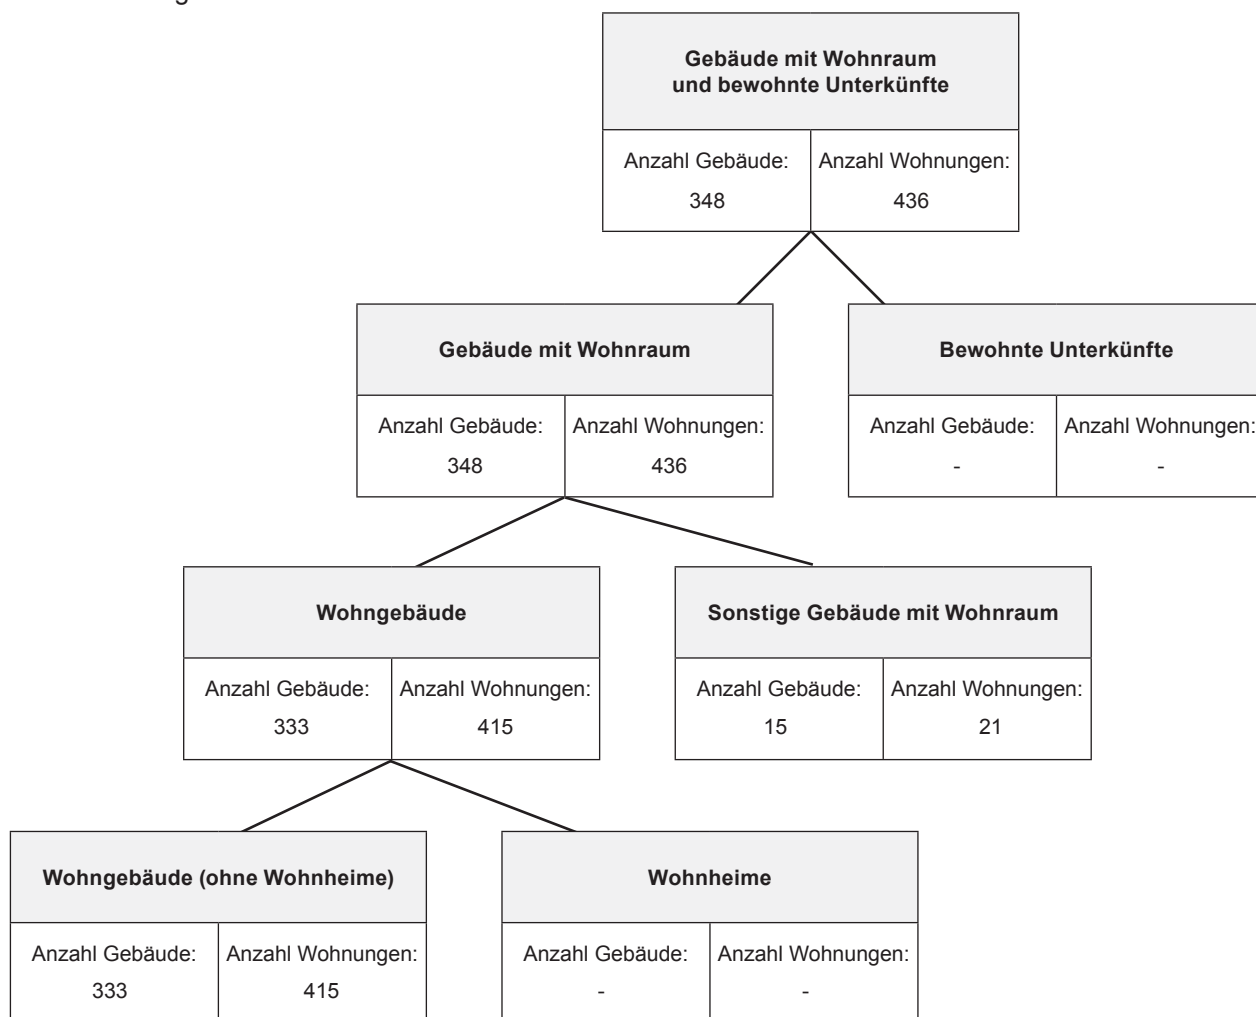 Gebäude mit Wohnraum
und bewohnte Unterkünfte
Anzahl Gebäude: Anzahl Wohnungen:
348 436
Gebäude mit Wohnraum Bewohnte Unterkünfte
Anzahl Gebäude: Anzahl Wohnungen: Anzahl Gebäude: Anzahl Wohnungen:
348 436 - -
Wohngebäude Sonstige Gebäude mit Wohnraum
Anzahl Gebäude: Anzahl Wohnungen: Anzahl Gebäude: Anzahl Wohnungen:
333 415 15 21
Wohngebäude (ohne Wohnheime) Wohnheime
Anzahl Gebäude: Anzahl Wohnungen: Anzahl Gebäude: Anzahl Wohnungen:
333 415 - -